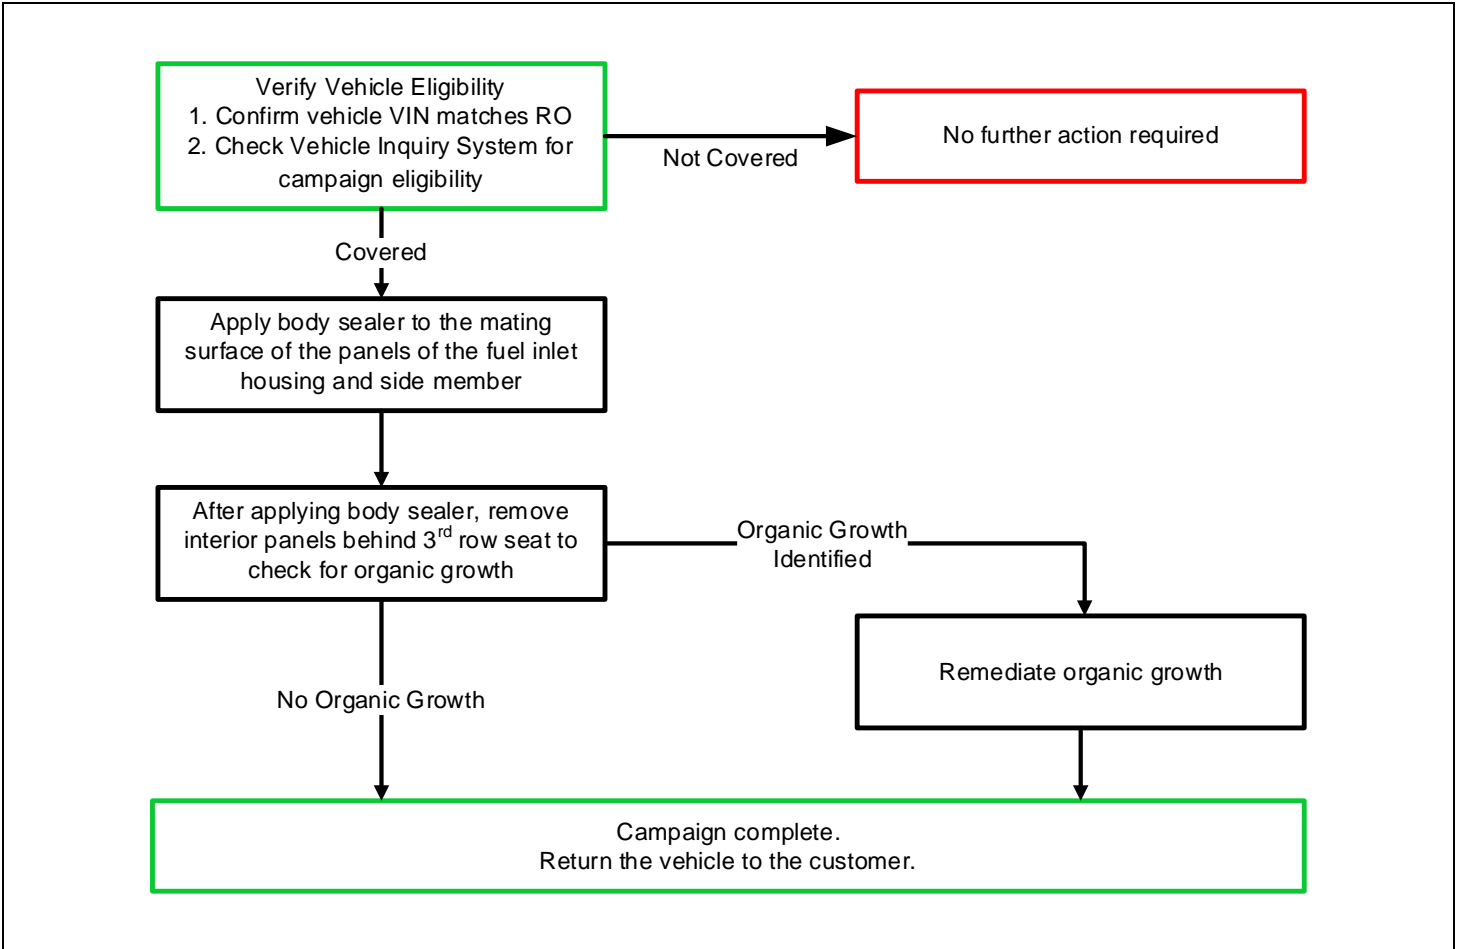 Verify Vehicle Eligibility
1. Confirm vehicle VIN matches RO
2. Check Vehicle Inquiry System for
campaign eligibility
Not Covered
No further action required
Covered
Apply body sealer to the mating
surface of the panels of the fuel inlet
housing and side member
After applying body sealer, remove
interior panels behind 3rd row seat to
check for organic growth
Organic Growth
Identified
Remediate organic growth
No Organic Growth
Campaign complete.
Return the vehicle to the customer.